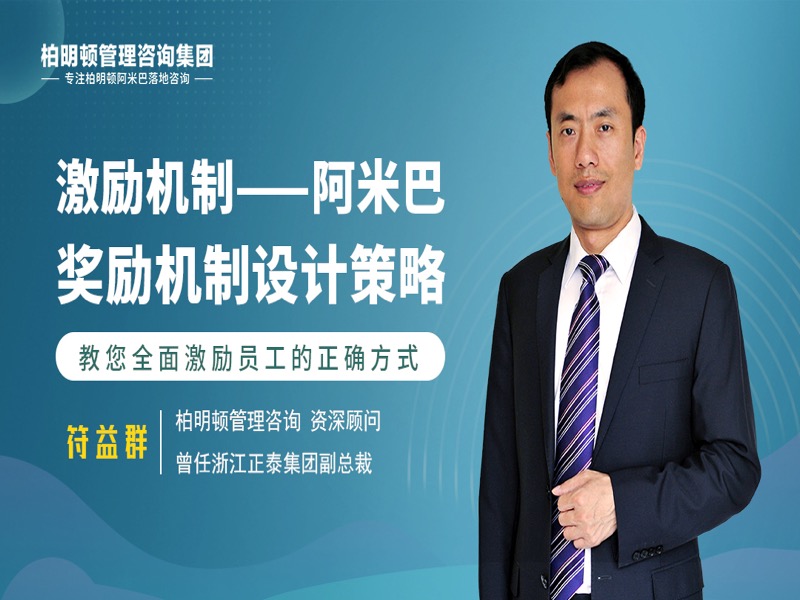 柏明顿管理咨询集团
专注柏明顿阿米巴落地咨询
激励机制——阿米巴
奖励机制设计策略
教您全面激励员工的正确方式
符益群
柏明顿管理咨询 资深顾问
曾任浙江正泰集团副总裁